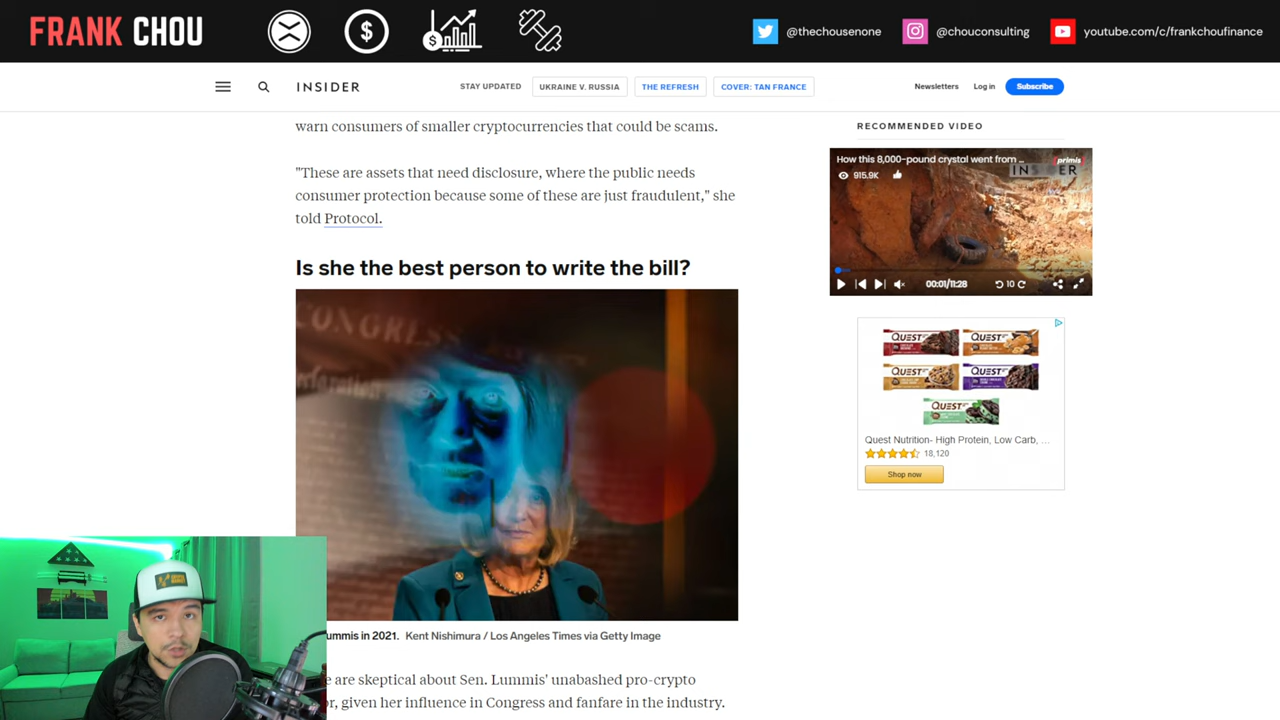 FRANK CHOU
@thechousenone
@chouconsulting
youtube.com/c/frankchoufinance
INSIDER
STAY UPDATED
UKRAINE V. RUSSIA
THE REFRESH
COVER: TAN FRANCE
Newsletters
Log in
Subscribe
warn consumers of smaller cryptocurrencies that could be scams.
"These are assets that need disclosure, where the public needs
consumer protection because some of these are just fraudulent," she
told Protocol.
Is she the best person to write the bill?
CONGRESS
ummis in 2021. Kent Nishimura / Los Angeles Times via Getty Image
e are skeptical about Sen. Lummis' unabashed pro-crypto
r, given her influence in Congress and fanfare in the industry.
RECOMMENDED VIDEO
How this 8,000-pound crystal went from ...
primis
INSIDER
915.9K
00:01/11:28
10
QUEST
QUEST
QUEST
QUEST
QUEST
Quest Nutrition- High Protein, Low Carb, ...
18,120
Shop now